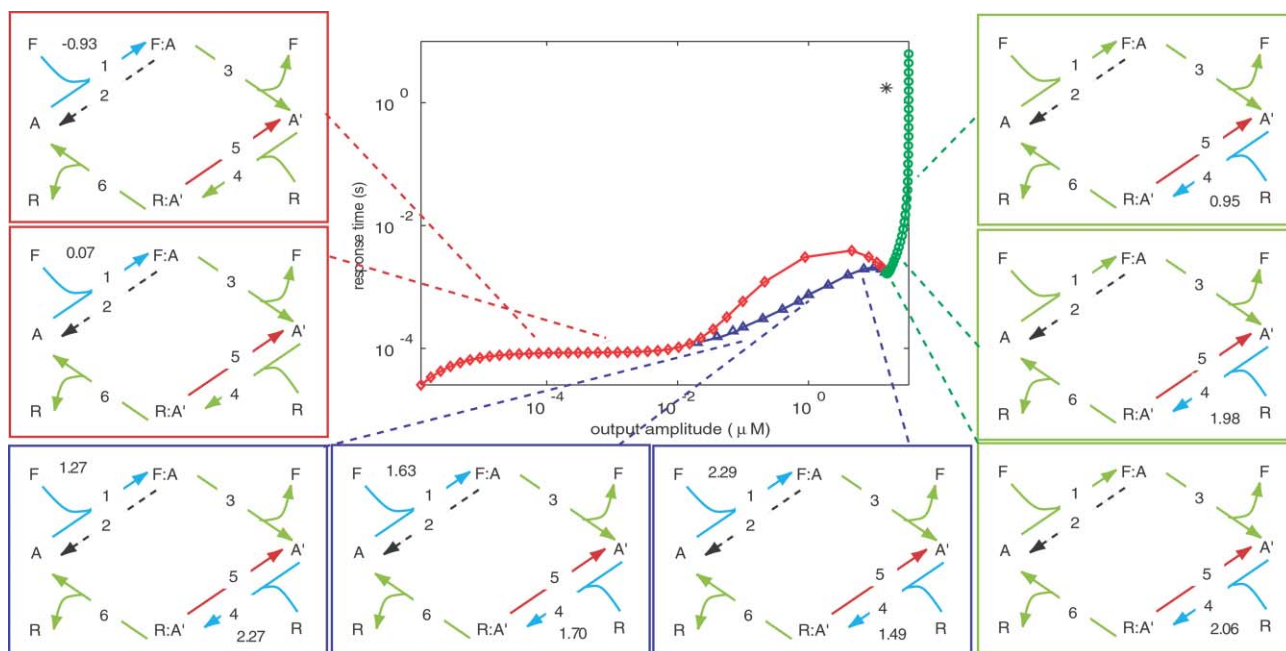 F -0.93 F:A F
1 3
2
A A'
5
6 4
R R:A' R
F 0.07 F:A F
1 3
2
A A'
5
6 4
R R:A' R
response time (s)
10^0
10^-2
10^-4
*
10^-4 10^-2 10^0
output amplitude ( μ M)
F F:A F
1 3
2
A A'
5
6 4
R R:A' 0.95 R
F F:A F
1 3
2
A A'
5
6 4
R R:A' 1.98 R
F 1.27 F:A F
1 3
2
A A'
5
6 4
R R:A' 2.27 R
F 1.63 F:A F
1 3
2
A A'
5
6 4
R R:A' 1.70 R
F 2.29 F:A F
1 3
2
A A'
5
6 4
R R:A' 1.49 R
F F:A F
1 3
2
A A'
5
6 4
R R:A' 2.06 R